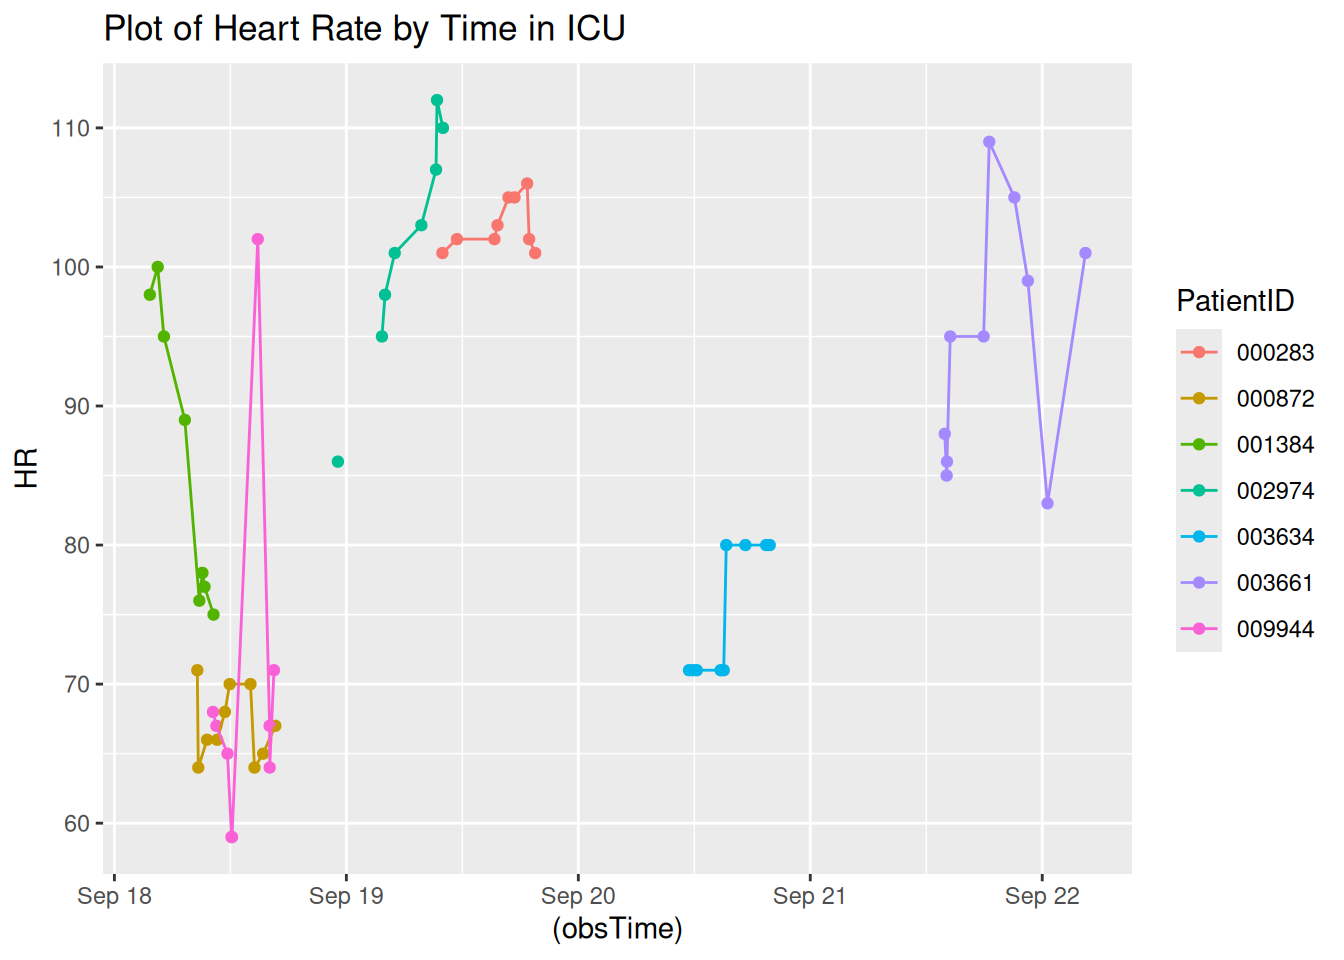 Plot of Heart Rate by Time in ICU
110
100
90
80
70
60
HR
Sep 18
Sep 19
Sep 20
Sep 21
Sep 22
(obsTime)
PatientID
000283
000872
001384
002974
003634
003661
009944